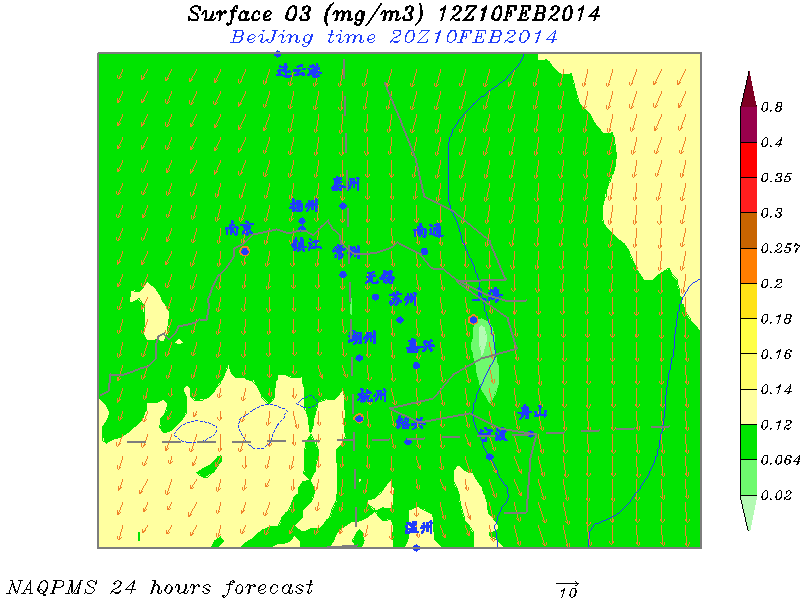 Surface O3 (mg/m3) 12Z10FEB2014
BeiJing time 20Z10FEB2014
连云港
泰州
扬州
南京
镇江
常州
南通
无锡
苏州
上海
湖州
嘉兴
杭州
绍兴
舟山
宁波
温州
0.8
0.4
0.35
0.3
0.257
0.2
0.18
0.16
0.14
0.12
0.064
0.02
NAQPMS 24 hours forecast
10